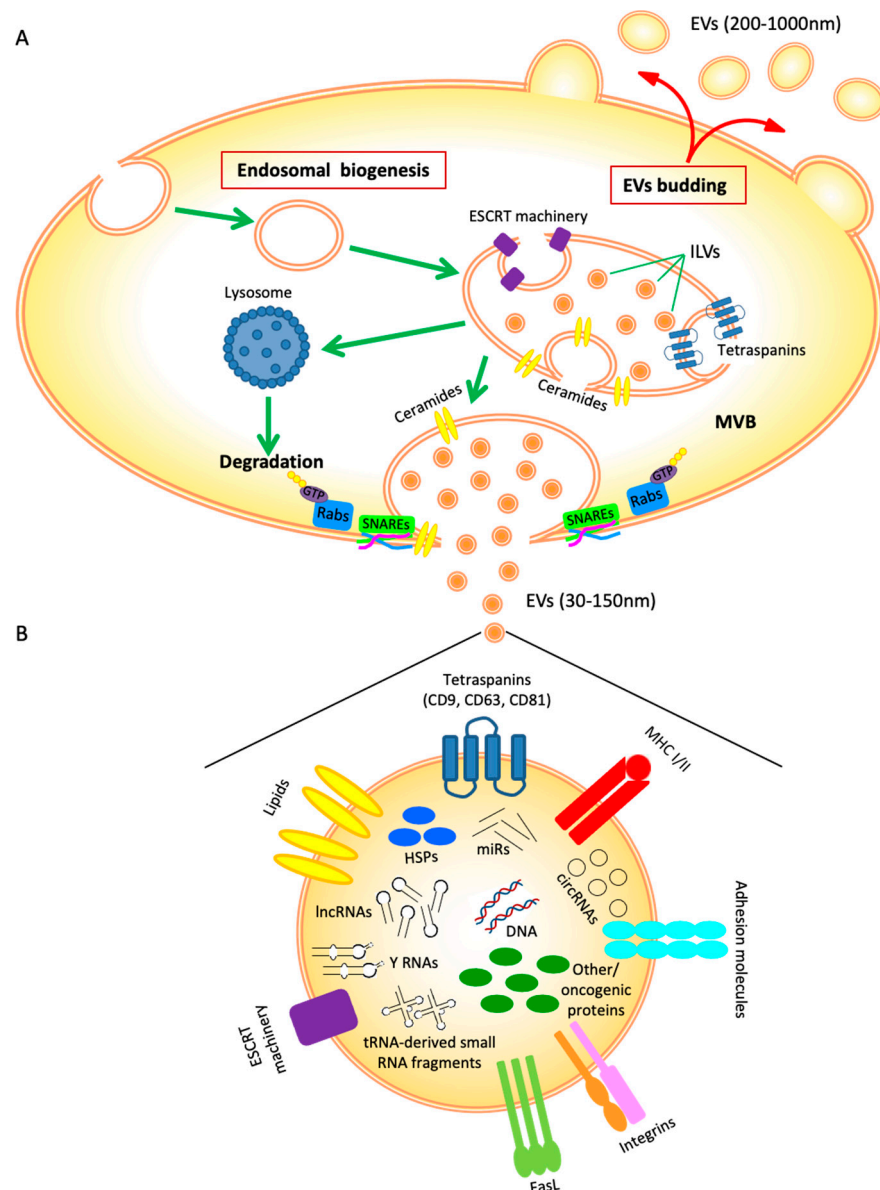 A
EVs (200-1000nm)
Endosomal biogenesis
EVs budding
ESCRT machinery
ILVs
Lysosome
Tetraspanins
Ceramides
Ceramides
MVB
Degradation
GTP
Rabs
SNAREs
GTP
Rabs
SNAREs
EVs (30-150nm)
B
Tetraspanins
(CD9, CD63, CD81)
MHC I/II
Lipids
HSPs
miRs
circRNAs
lncRNAs
DNA
Adhesion molecules
Y RNAs
Other/
oncogenic
proteins
ESCRT
machinery
tRNA-derived small
RNA fragments
Integrins
FasL